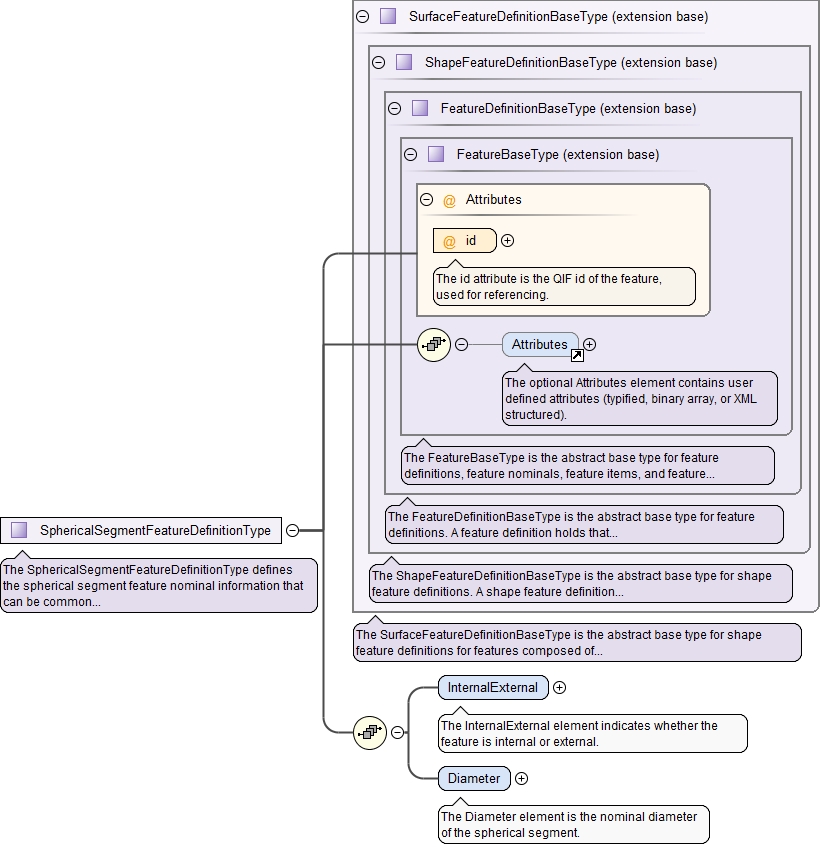 SurfaceFeatureDefinitionBaseType (extension base)
ShapeFeatureDefinitionBaseType (extension base)
FeatureDefinitionBaseType (extension base)
FeatureBaseType (extension base)
@ Attributes
@ id
The id attribute is the QIF id of the feature,
used for referencing.
Attributes
The optional Attributes element contains user
defined attributes (typified, binary array, or XML
structured).
The FeatureBaseType is the abstract base type for feature
definitions, feature nominals, feature items, and feature...
The FeatureDefinitionBaseType is the abstract base type for feature
definitions. A feature definition holds that...
The ShapeFeatureDefinitionBaseType is the abstract base type for shape
feature definitions. A shape feature definition...
The SurfaceFeatureDefinitionBaseType is the abstract base type for shape
feature definitions for features composed of...
SphericalSegmentFeatureDefinitionType
The SphericalSegmentFeatureDefinitionType defines
the spherical segment feature nominal information that
can be common...
InternalExternal
The InternalExternal element indicates whether the
feature is internal or external.
Diameter
The Diameter element is the nominal diameter
of the spherical segment.